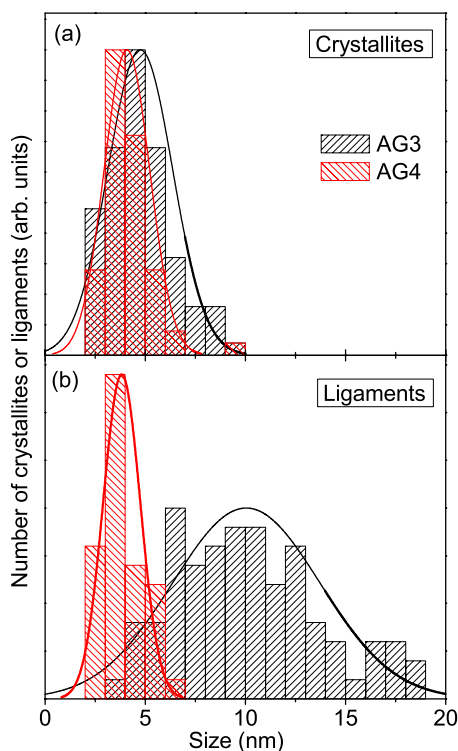 (a)
Crystallites
AG3
AG4
(b)
Ligaments
Number of crystallites or ligaments (arb. units)
0 5 10 15 20
Size (nm)